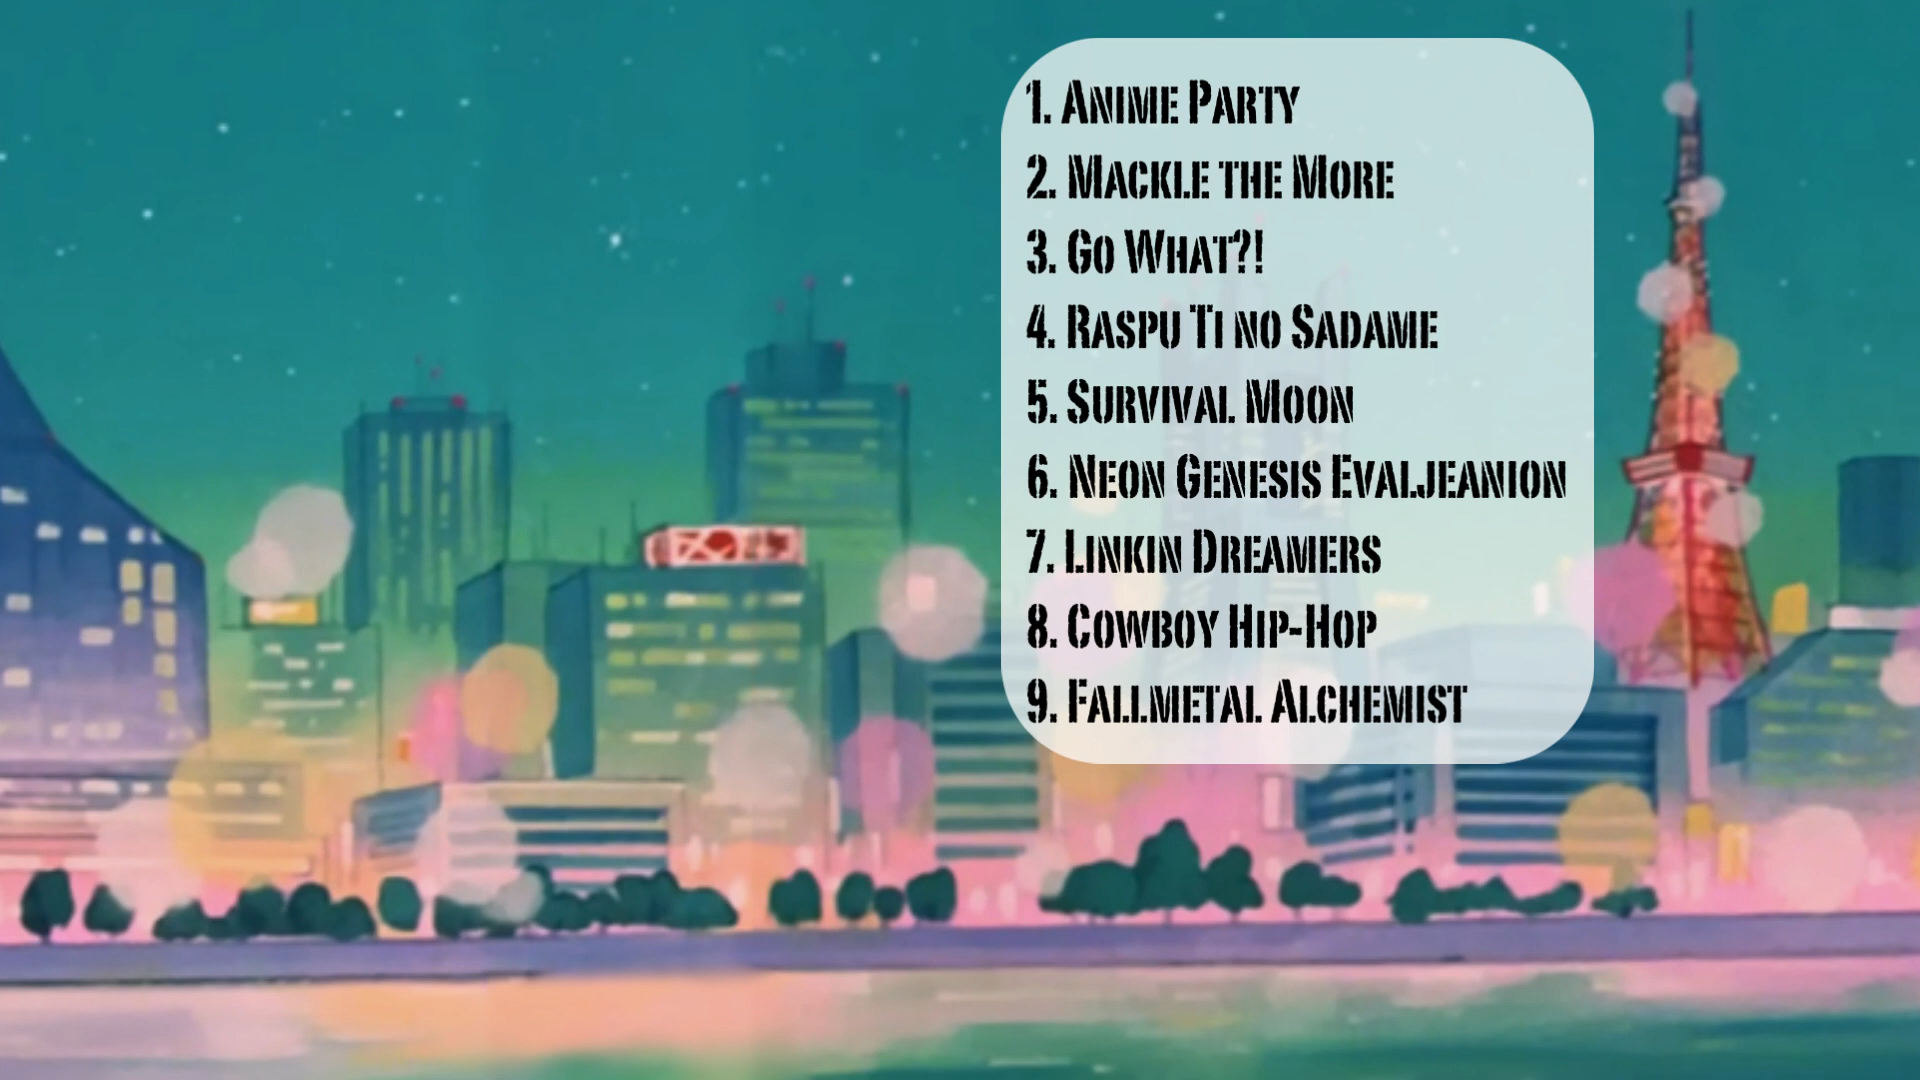 1. Anime Party
2. Mackle the More
3. Go What?!
4. Raspu Ti no Sadame
5. Survival Moon
6. Neon Genesis Evaljeanion
7. Linkin Dreamers
8. Cowboy Hip-Hop
9. Fallmetal Alchemist